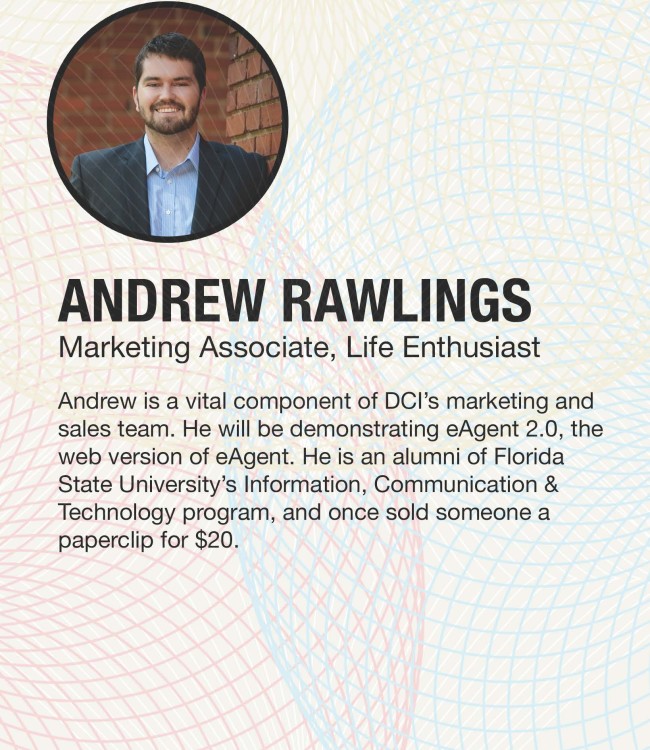 ANDREW RAWLINGS
Marketing Associate, Life Enthusiast
Andrew is a vital component of DCI’s marketing and
sales team. He will be demonstrating eAgent 2.0, the
web version of eAgent. He is an alumni of Florida
State University’s Information, Communication &
Technology program, and once sold someone a
paperclip for $20.